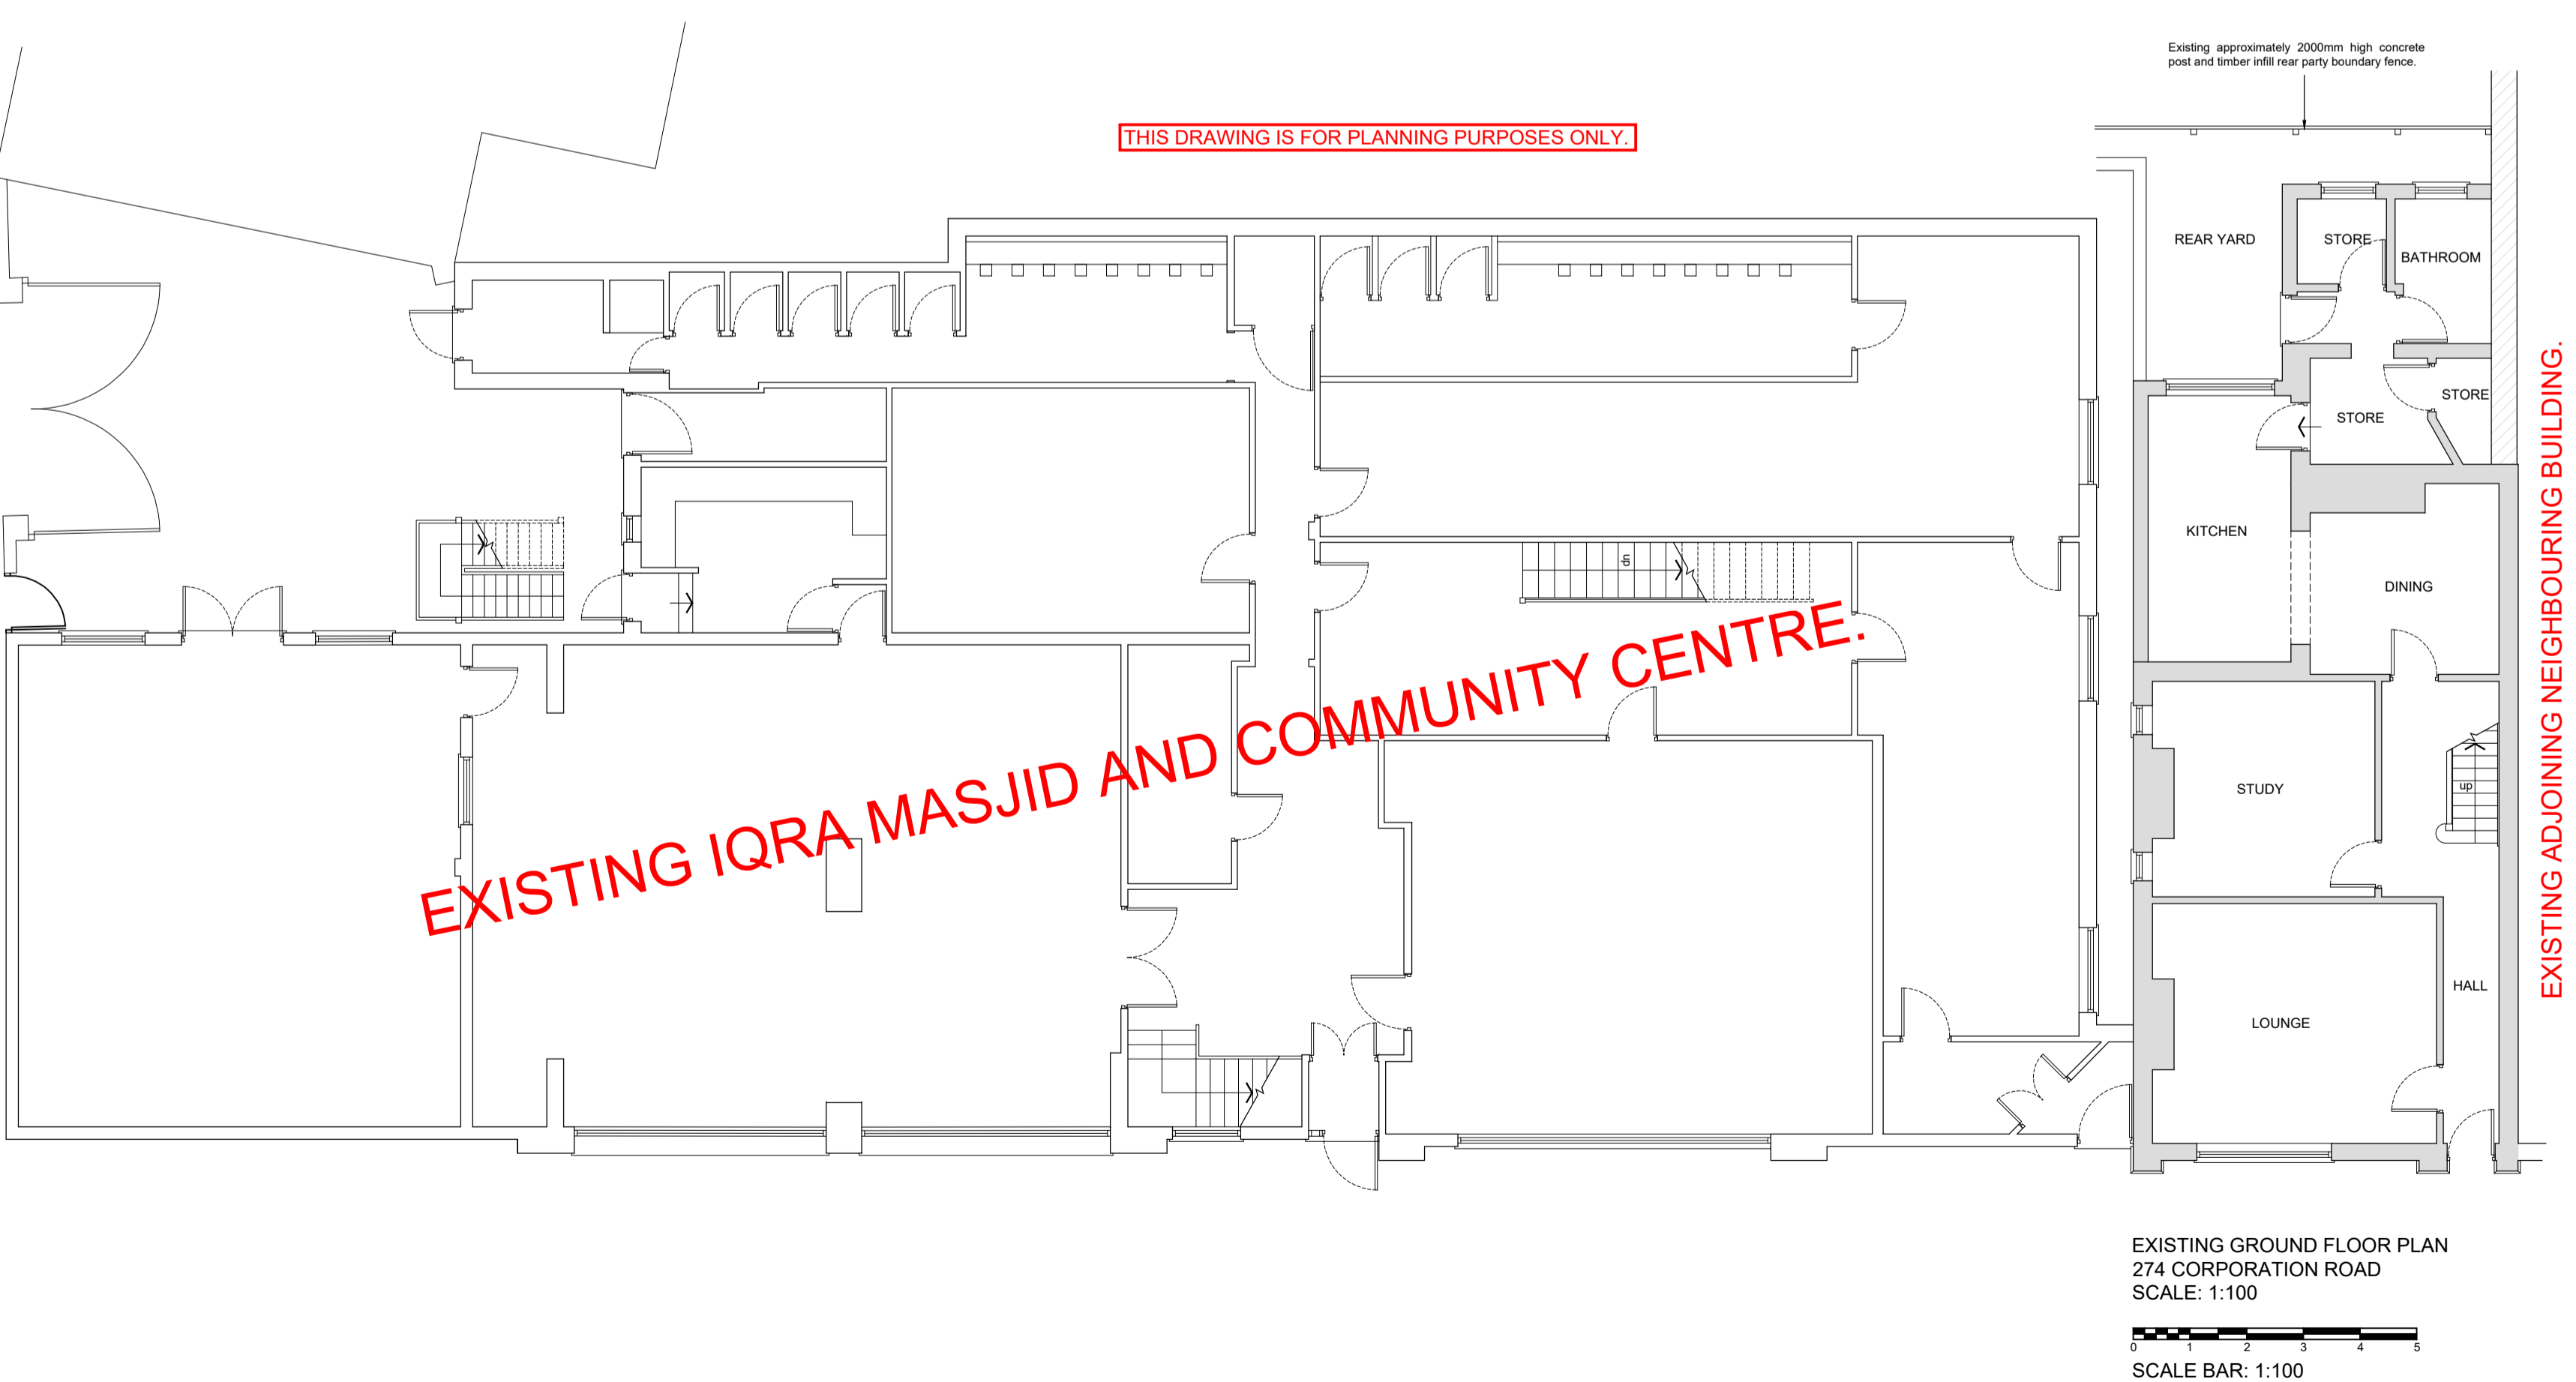 Existing approximately 2000mm high concrete
post and timber infill rear party boundary fence.
THIS DRAWING IS FOR PLANNING PURPOSES ONLY.
REAR YARD
STORE
BATHROOM
STORE
STORE
KITCHEN
DINING
up
EXISTING IQRA MASJID AND COMMUNITY CENTRE.
EXISTING ADJOINING NEIGHBOURING BUILDING.
STUDY
up
HALL
LOUNGE
EXISTING GROUND FLOOR PLAN
274 CORPORATION ROAD
SCALE: 1:100
0 1 2 3 4 5
SCALE BAR: 1:100